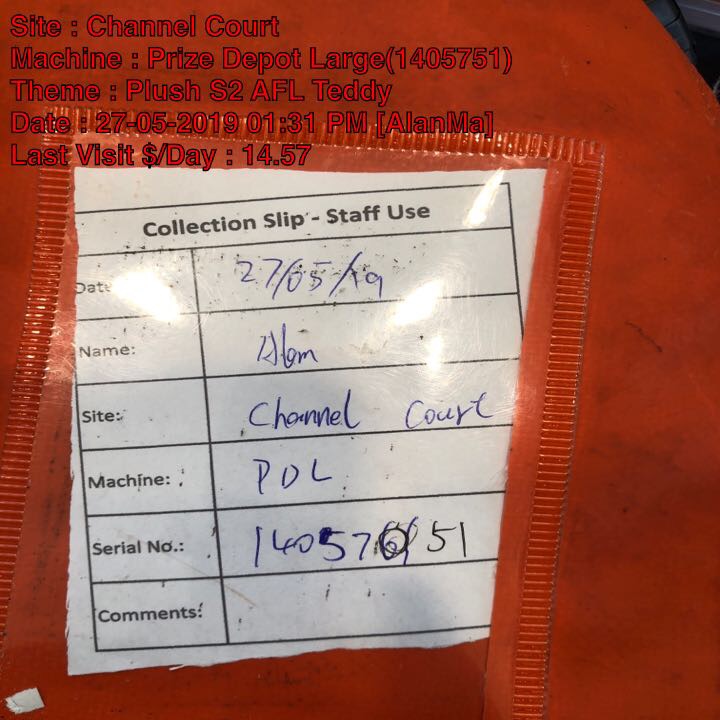 Site : Channel Court
Machine : Prize Depot Large(1405751)
Theme : Plush S2 AFL Teddy
Date : 27-05-2019 01:31 PM [AlanMa]
Last Visit $/Day : 14.57
Collection Slip - Staff Use
Date 27/05/19
Name: Alan
Site: Channel Court
Machine: PDL
Serial No.: 14057 51
Comments: